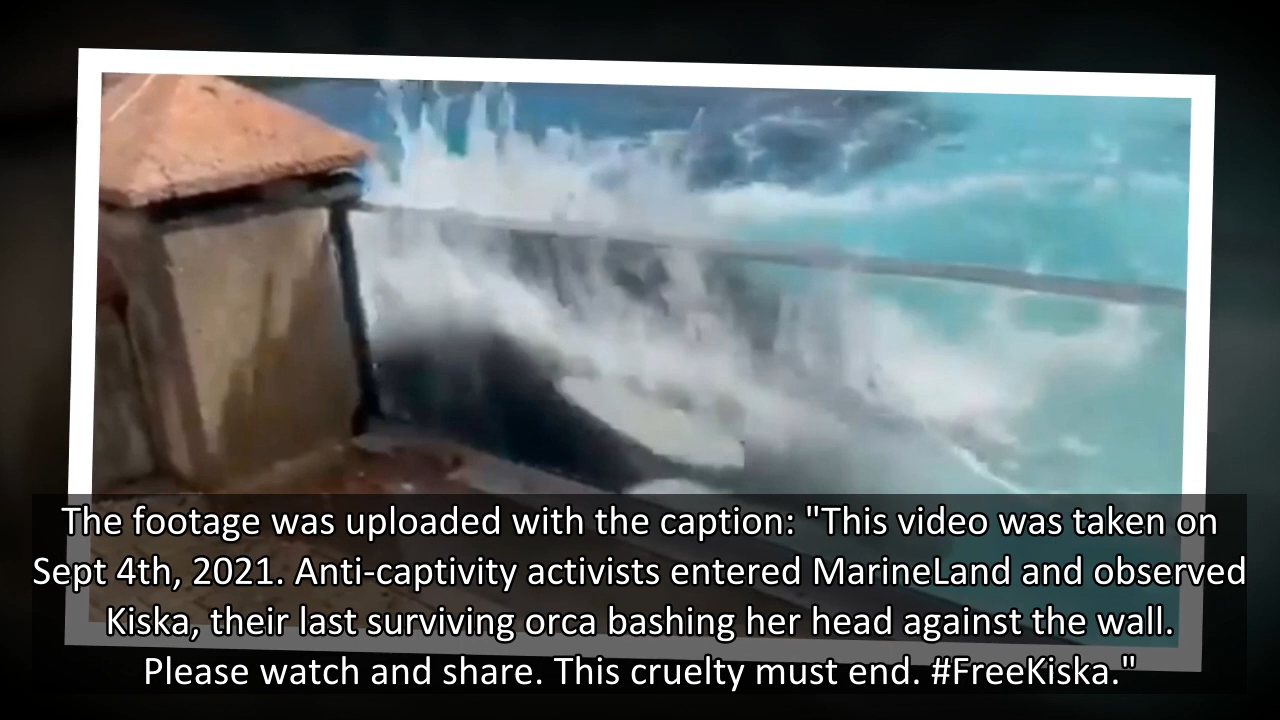 The footage was uploaded with the caption: "This video was taken on
Sept 4th, 2021. Anti-captivity activists entered MarineLand and observed
Kiska, their last surviving orca bashing her head against the wall.
Please watch and share. This cruelty must end. #FreeKiska."